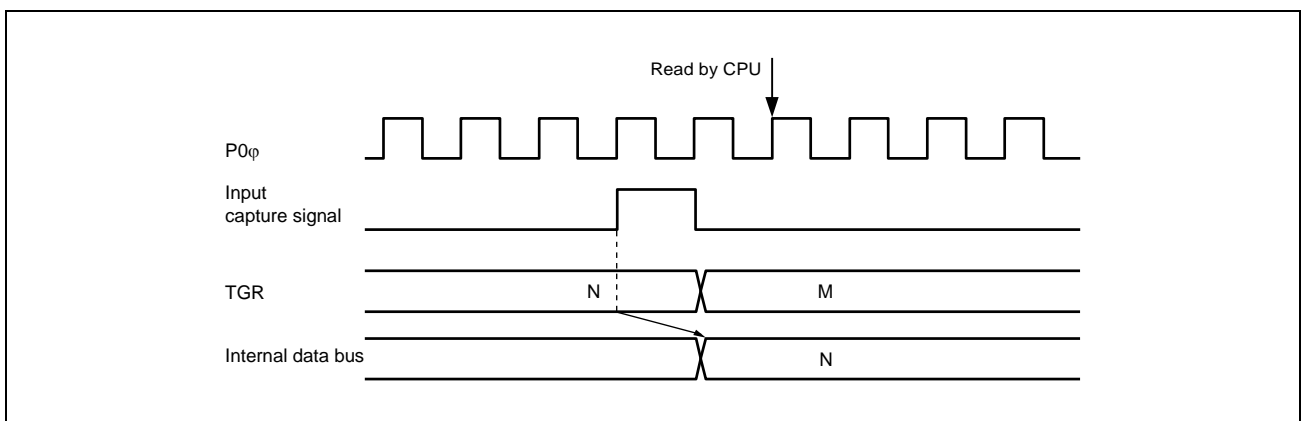 Read by CPU
P0φ
Input
capture signal
TGR
N
M
Internal data bus
N